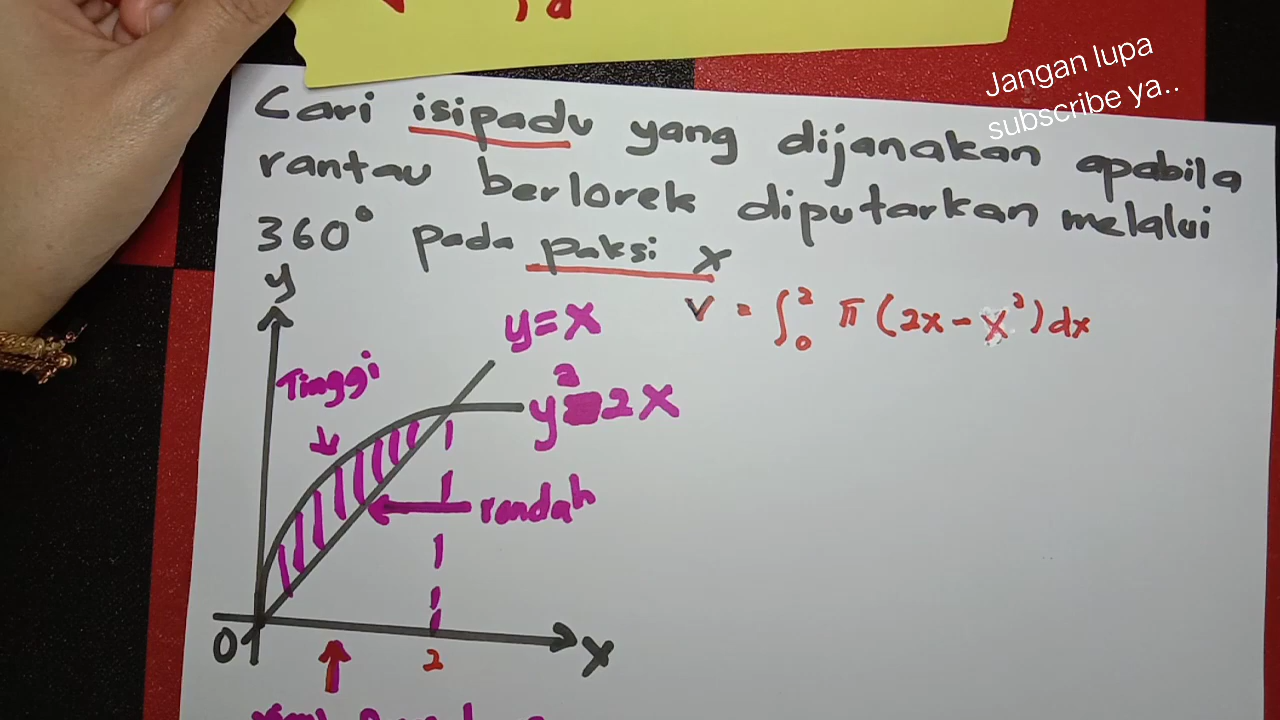 Jangan lupa
subscribe ya..
Cari isipadu yang dijanakan apabila
rantau berlorek diputarkan melalui
360° pada paksi x
y
V = ∫₀² π (2x - x²) dx
y = x
Tinggi
y² = 2x
rendah
0
2
x